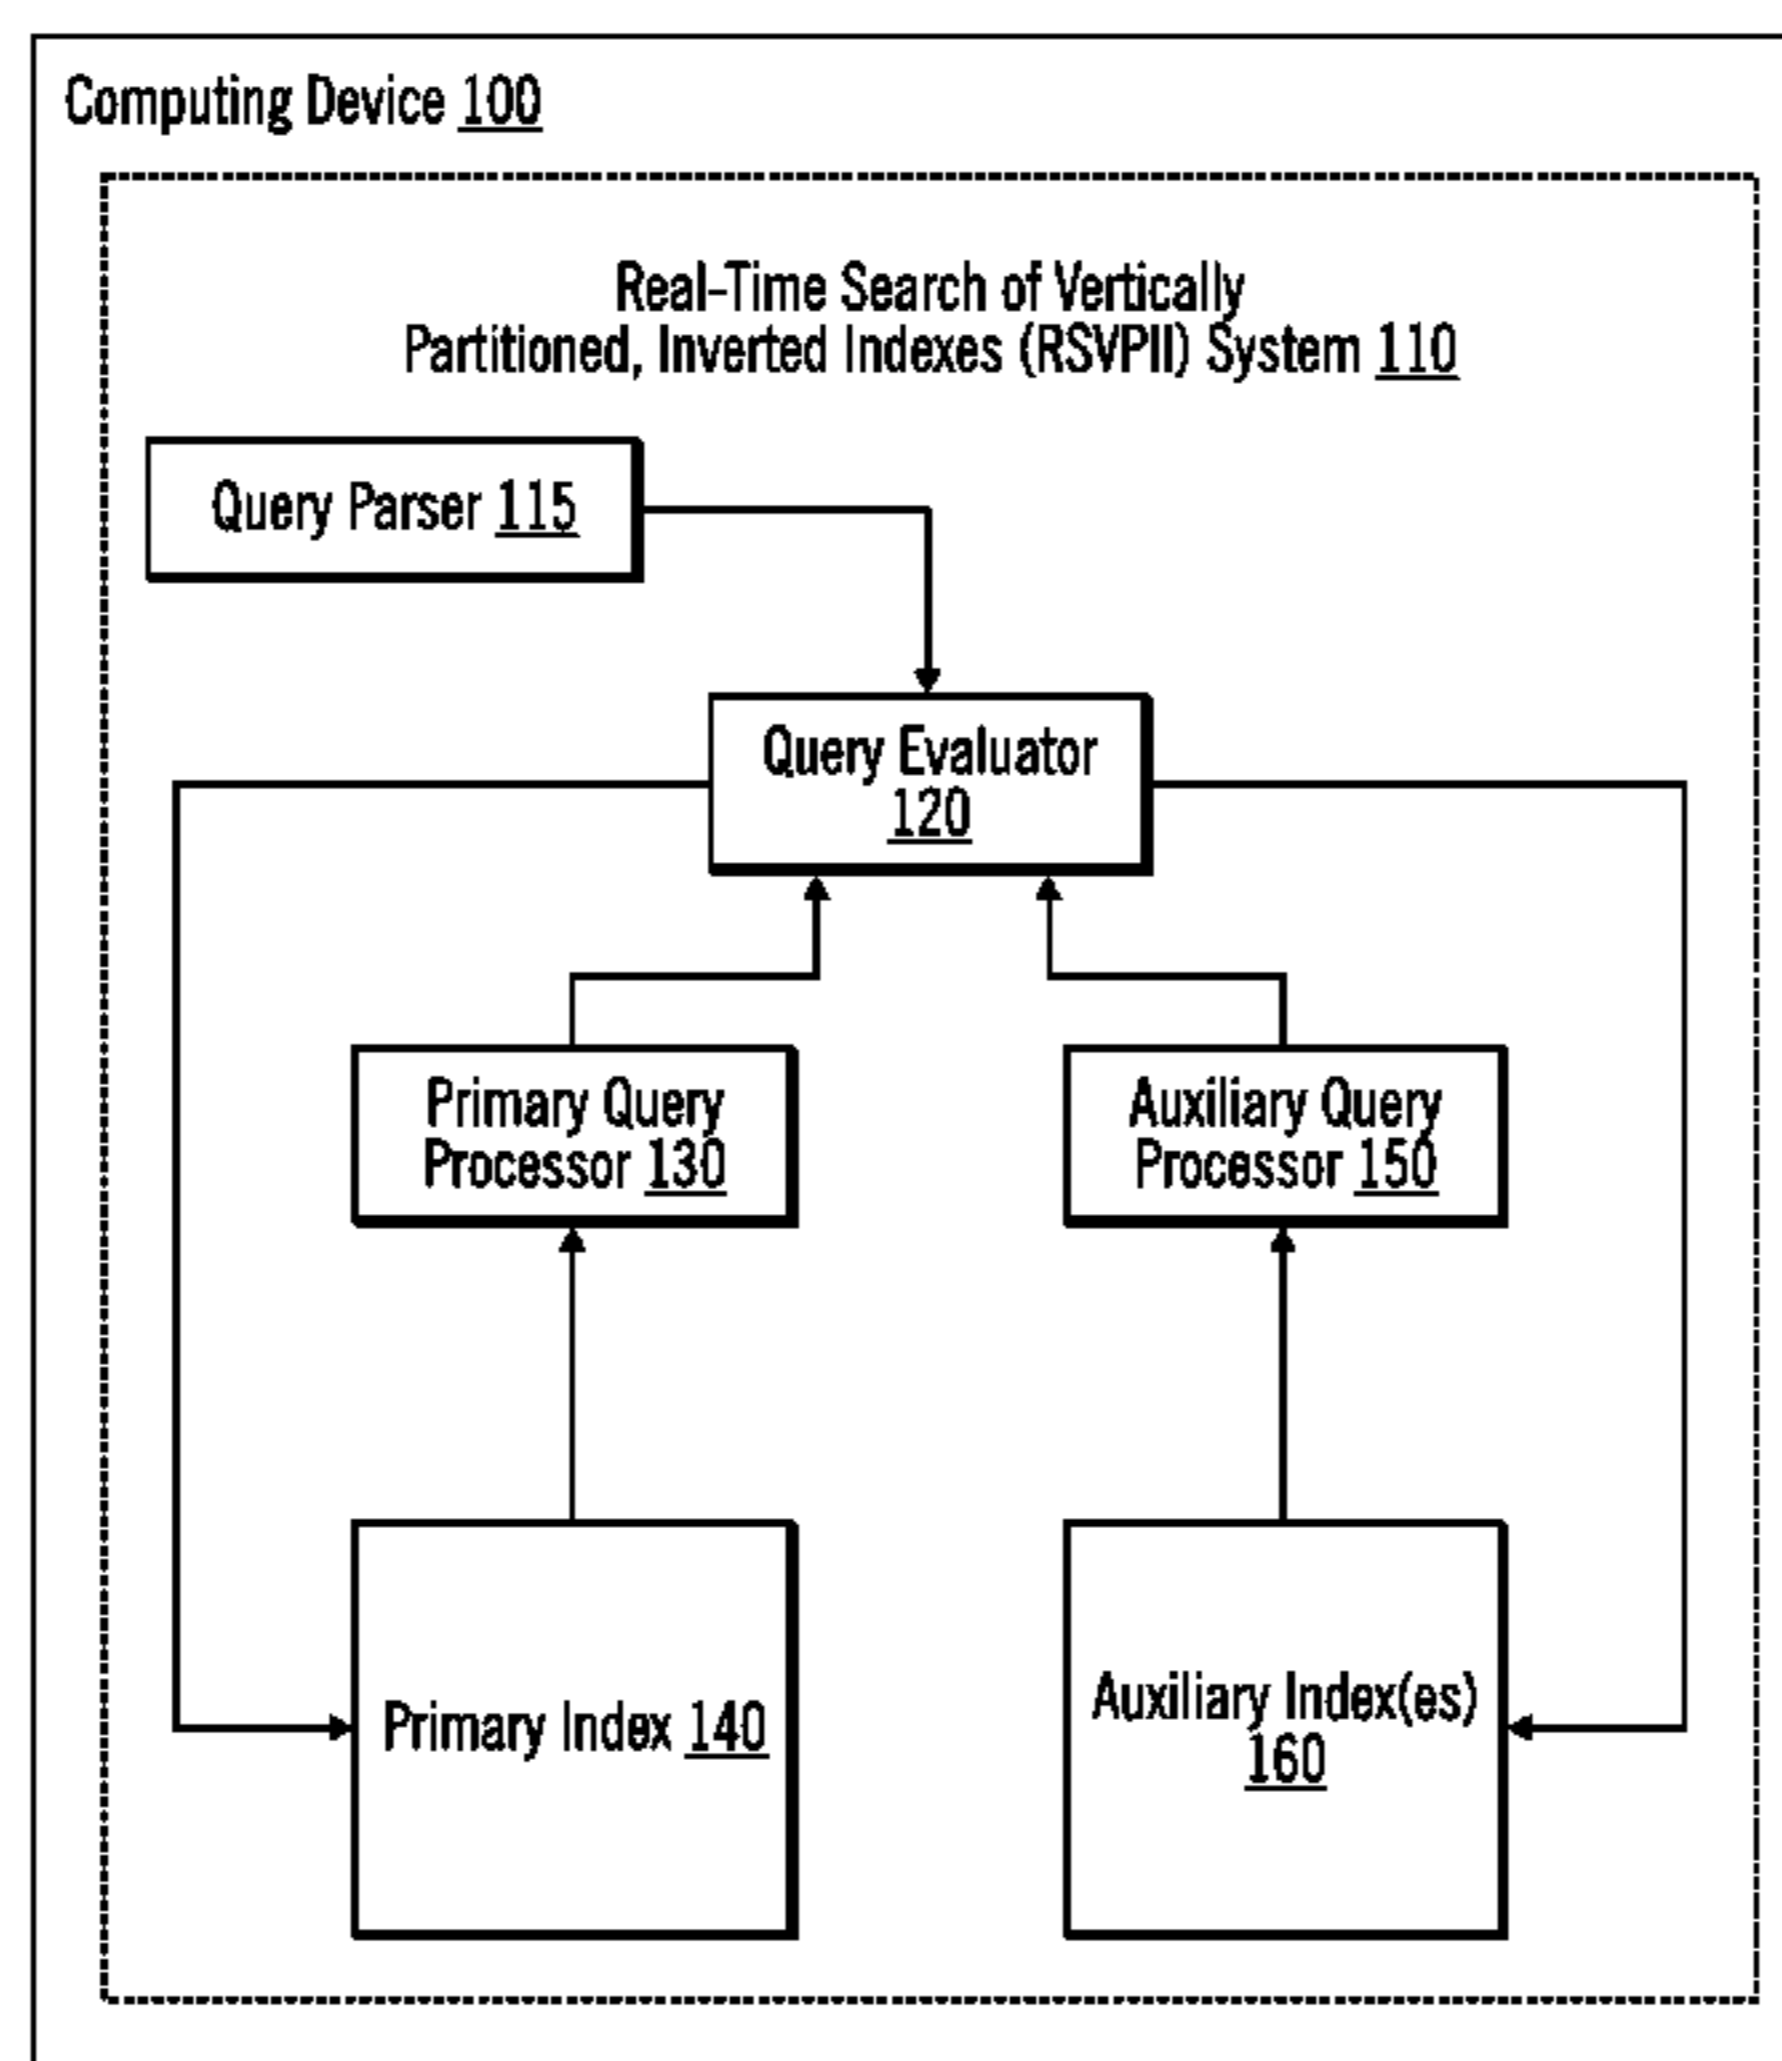 Computing Device 100
Real-Time Search of Vertically
Partitioned, Inverted Indexes (RSVPII) System 110
Query Parser 115
Query Evaluator
120
Primary Query
Processor 130
Auxiliary Query
Processor 150
Primary Index 140
Auxiliary Index(es)
160